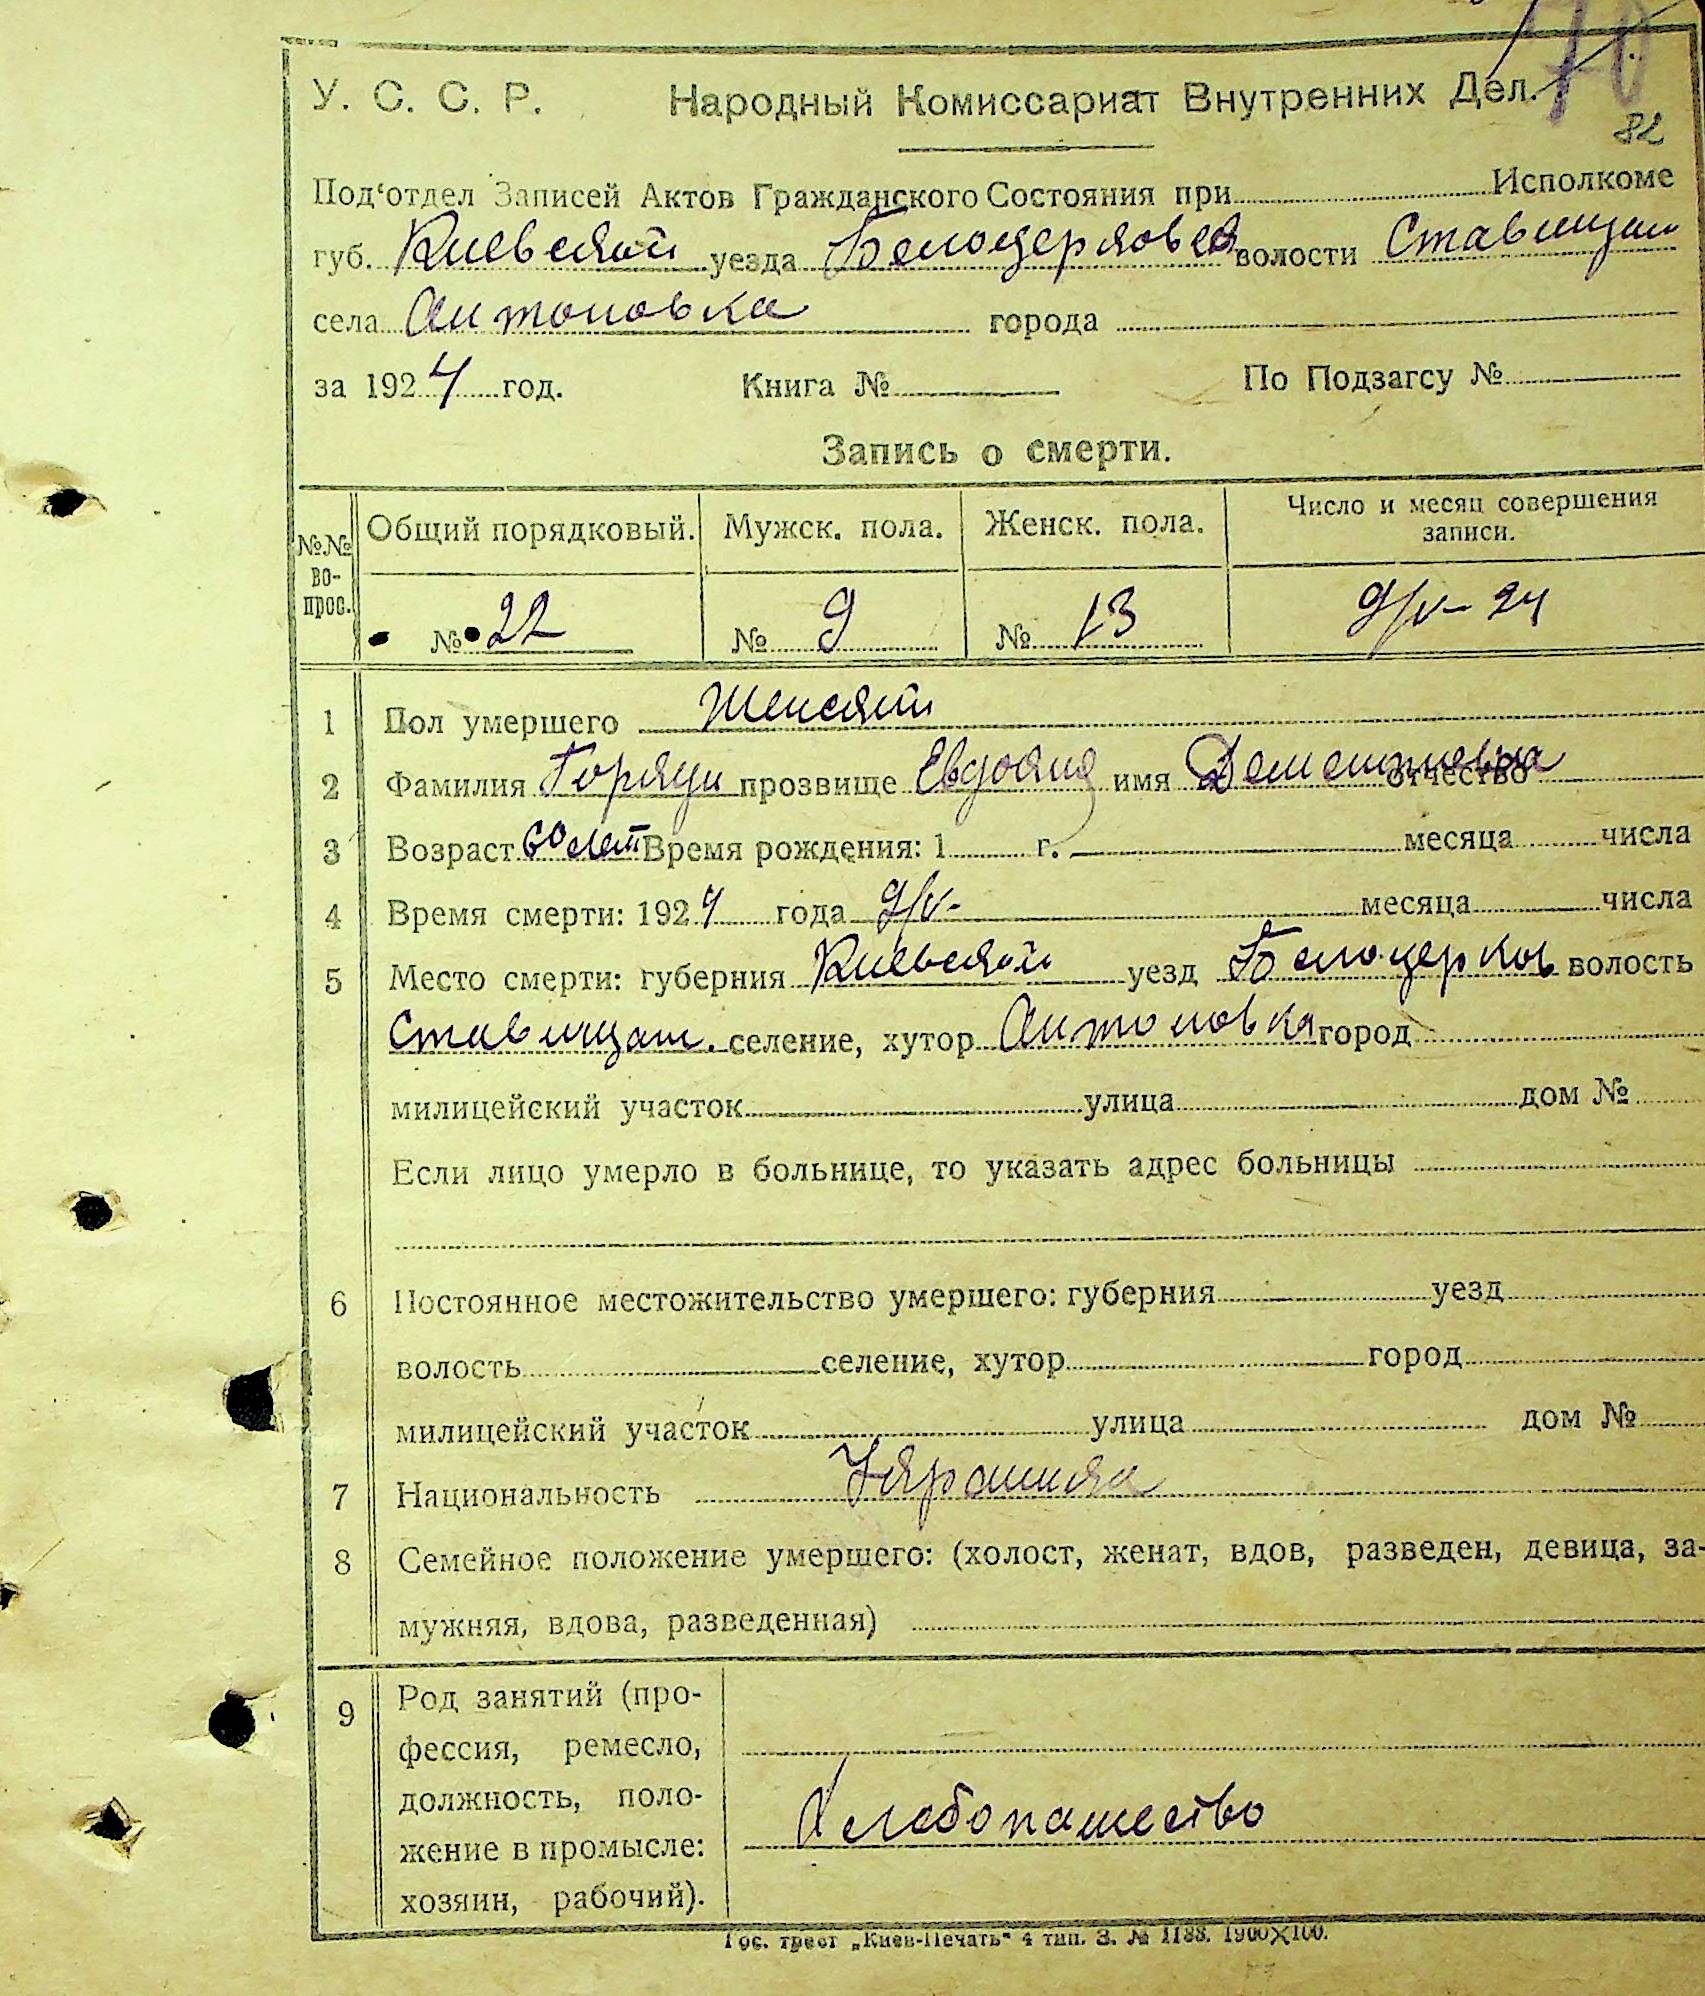 70
82
У. С. С. Р. Народный Комиссариат Внутренних Дел.
Под‘отдел Записей Актов Гражданского Состояния при Исполкоме
губ. Киевской уезда Белоцерковск волости Ставищан
села Антоновка города
за 1924 год. Книга № По Подзагсу №
Запись о смерти.
№№ вопрос. Общий порядковый. Мужск. пола. Женск. пола. Число и месяц совершения записи.
№ 22 № 9 № 13 9/IV- 24
1 Пол умершего Женский
2 Фамилия прозвище Евдокия имя Дементиевна отчество
3 Возраст 60 лет Время рождения: 1 г. месяца числа
4 Время смерти: 1924 года 9/IV- месяца числа
5 Место смерти: губерния Киевской уезд Белоцерков волость
Ставищан. селение, хутор Антоновка город
милицейский участок улица дом №
Если лицо умерло в больнице, то указать адрес больницы
6 Постоянное местожительство умершего: губерния уезд
волость селение, хутор город
милицейский участок улица дом №
7 Национальность Украинка
8 Семейное положение умершего: (холост, женат, вдов, разведен, девица, за-
мужняя, вдова, разведенная)
9 Род занятий (про-
фессия, ремесло,
должность, поло-
жение в промысле:
хозяин, рабочий).
Хлебопашество
Гос. трест „Киев-Печать“ 4 тип. З. № 1188. 1900×100.